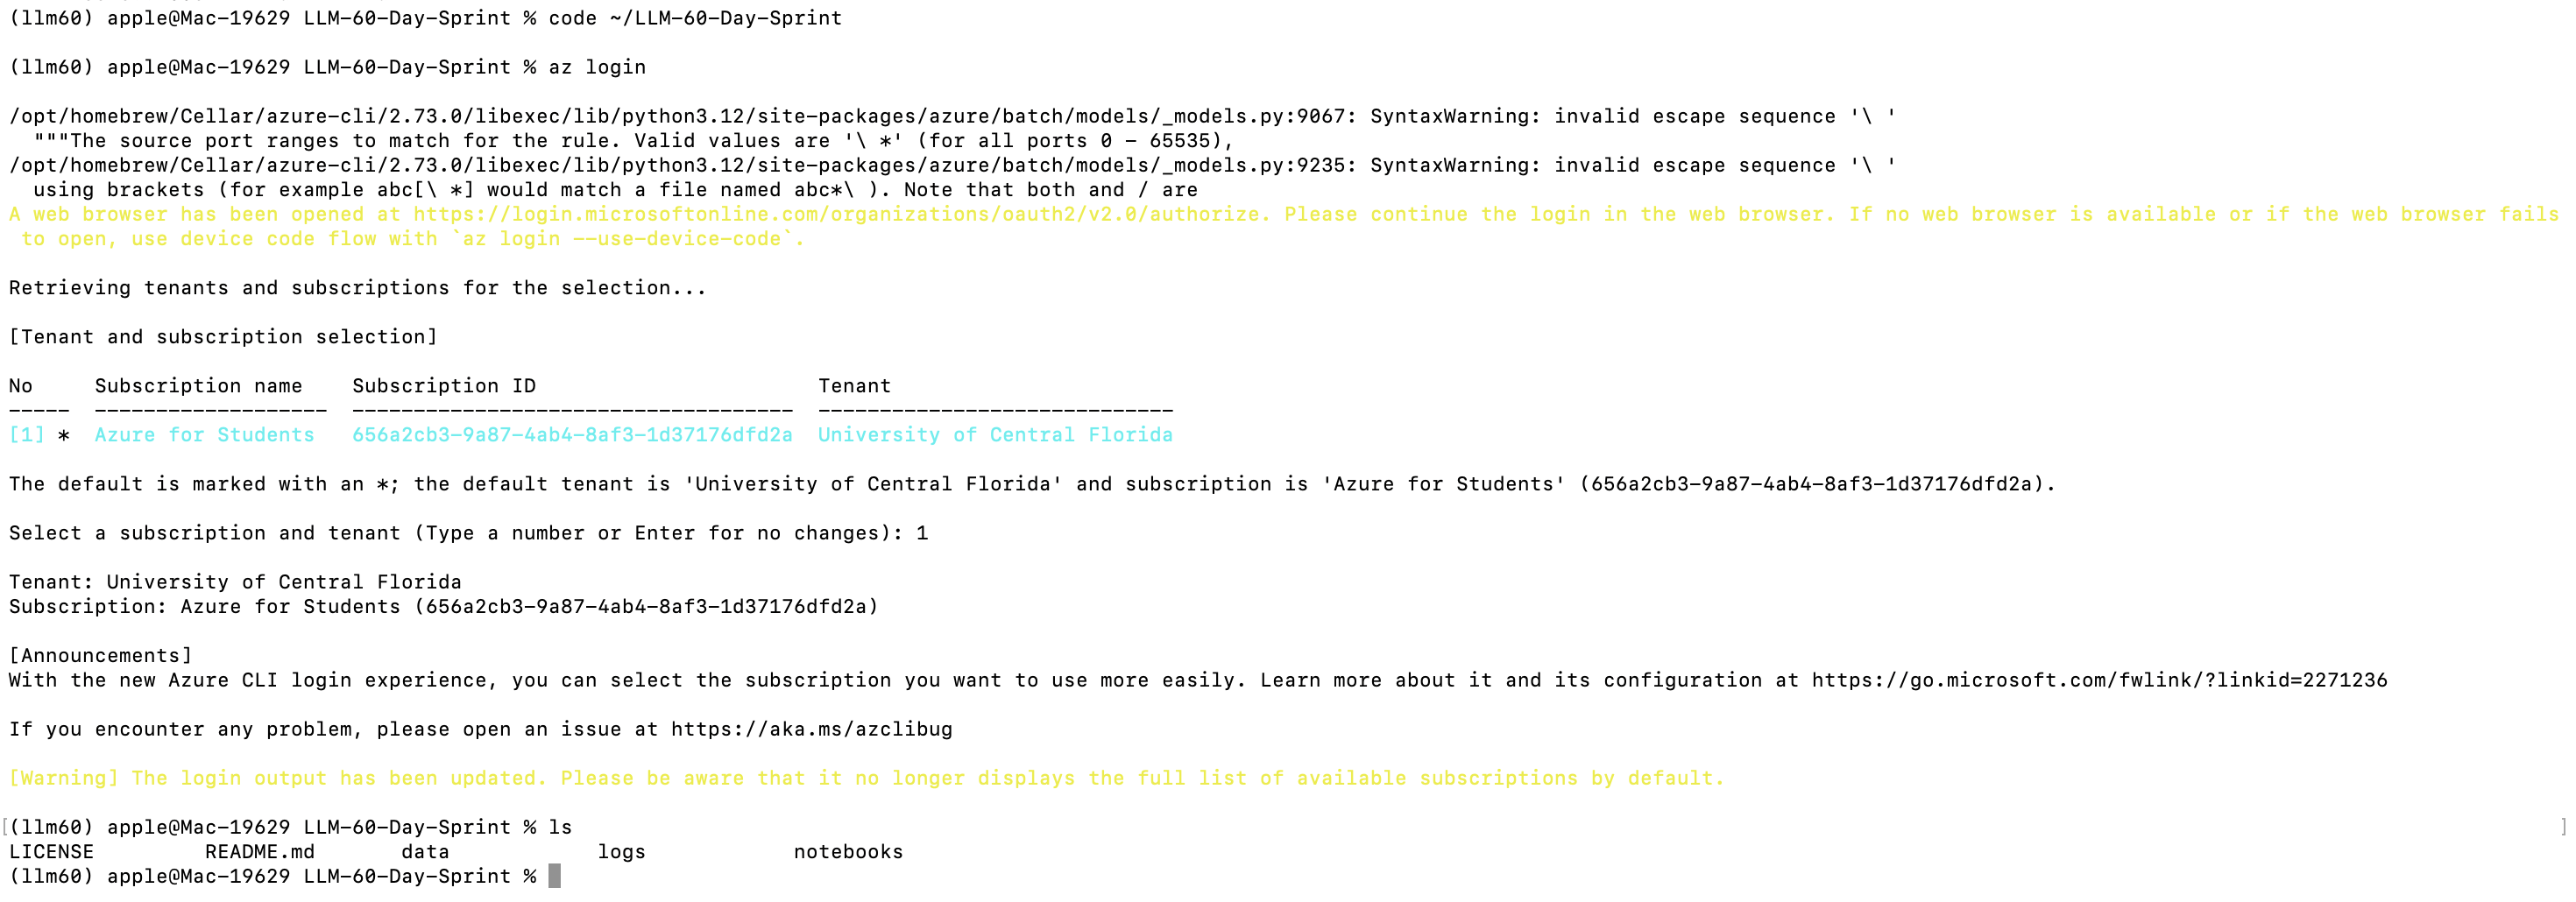 (llm60) apple@Mac-19629 LLM-60-Day-Sprint % code ~/LLM-60-Day-Sprint
(llm60) apple@Mac-19629 LLM-60-Day-Sprint % az login
/opt/homebrew/Cellar/azure-cli/2.73.0/libexec/lib/python3.12/site-packages/azure/batch/models/_models.py:9067: SyntaxWarning: invalid escape sequence '\ '
"""The source port ranges to match for the rule. Valid values are '\ *' (for all ports 0 - 65535),
/opt/homebrew/Cellar/azure-cli/2.73.0/libexec/lib/python3.12/site-packages/azure/batch/models/_models.py:9235: SyntaxWarning: invalid escape sequence '\ '
using brackets (for example abc[\ *] would match a file named abc*\ ). Note that both and / are
A web browser has been opened at https://login.microsoftonline.com/organizations/oauth2/v2.0/authorize. Please continue the login in the web browser. If no web browser is available or if the web browser fails
to open, use device code flow with `az login --use-device-code`.
Retrieving tenants and subscriptions for the selection...
[Tenant and subscription selection]
No     Subscription name    Subscription ID                       Tenant
-----  -------------------  ------------------------------------  -----------------------------
[1] *  Azure for Students   656a2cb3-9a87-4ab4-8af3-1d37176dfd2a  University of Central Florida
The default is marked with an *; the default tenant is 'University of Central Florida' and subscription is 'Azure for Students' (656a2cb3-9a87-4ab4-8af3-1d37176dfd2a).
Select a subscription and tenant (Type a number or Enter for no changes): 1
Tenant: University of Central Florida
Subscription: Azure for Students (656a2cb3-9a87-4ab4-8af3-1d37176dfd2a)
[Announcements]
With the new Azure CLI login experience, you can select the subscription you want to use more easily. Learn more about it and its configuration at https://go.microsoft.com/fwlink/?linkid=2271236
If you encounter any problem, please open an issue at https://aka.ms/azclibug
[Warning] The login output has been updated. Please be aware that it no longer displays the full list of available subscriptions by default.
[(llm60) apple@Mac-19629 LLM-60-Day-Sprint % ls ]
LICENSE         README.md       data            logs            notebooks
(llm60) apple@Mac-19629 LLM-60-Day-Sprint %